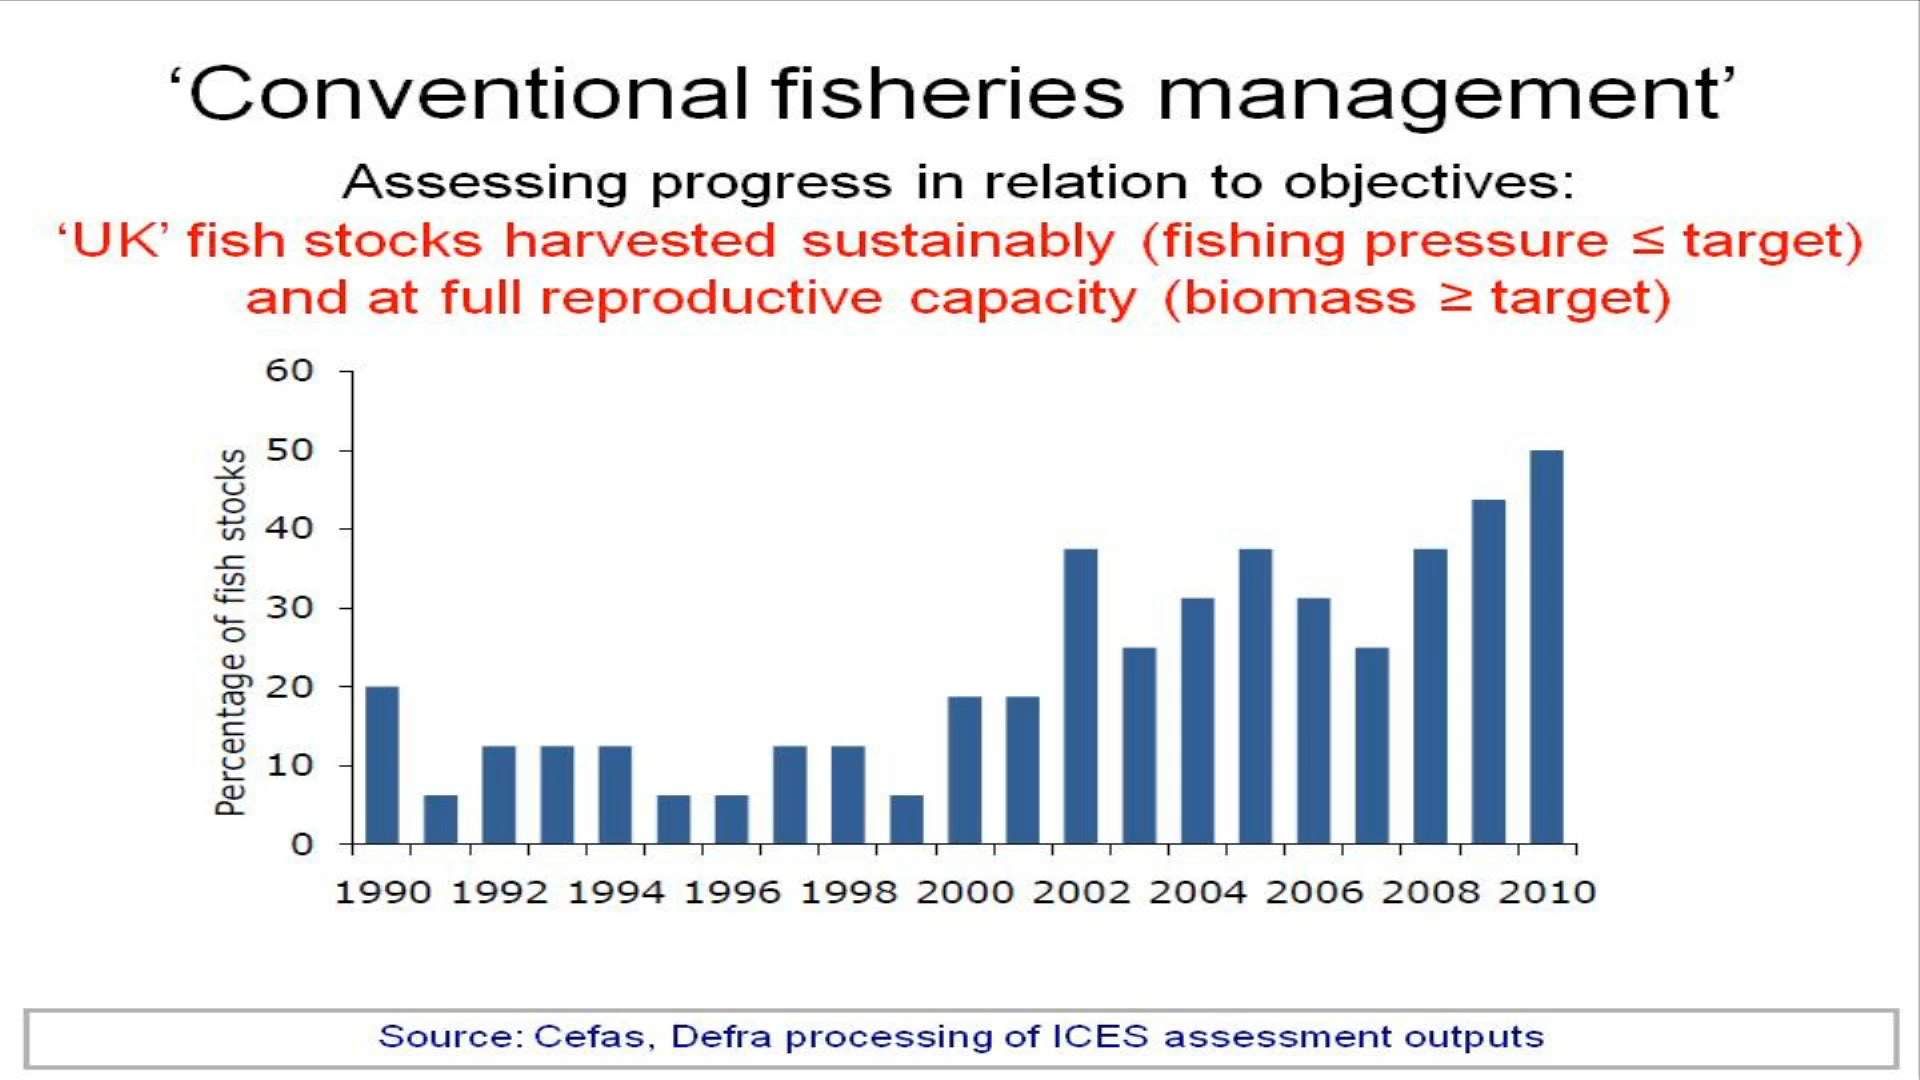 ‘Conventional fisheries management’
Assessing progress in relation to objectives:
‘UK’ fish stocks harvested sustainably (fishing pressure ≤ target)
and at full reproductive capacity (biomass ≥ target)
60
50
40
30
20
10
0
Percentage of fish stocks
1990 1992 1994 1996 1998 2000 2002 2004 2006 2008 2010
Source: Cefas, Defra processing of ICES assessment outputs